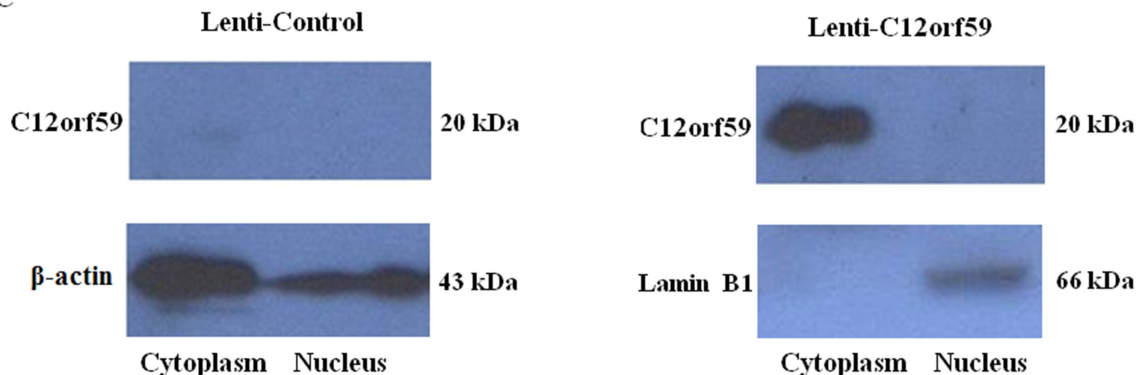 Lenti-Control
Lenti-C12orf59
C12orf59
20 kDa
C12orf59
20 kDa
β-actin
43 kDa
Lamin B1
66 kDa
Cytoplasm Nucleus
Cytoplasm Nucleus